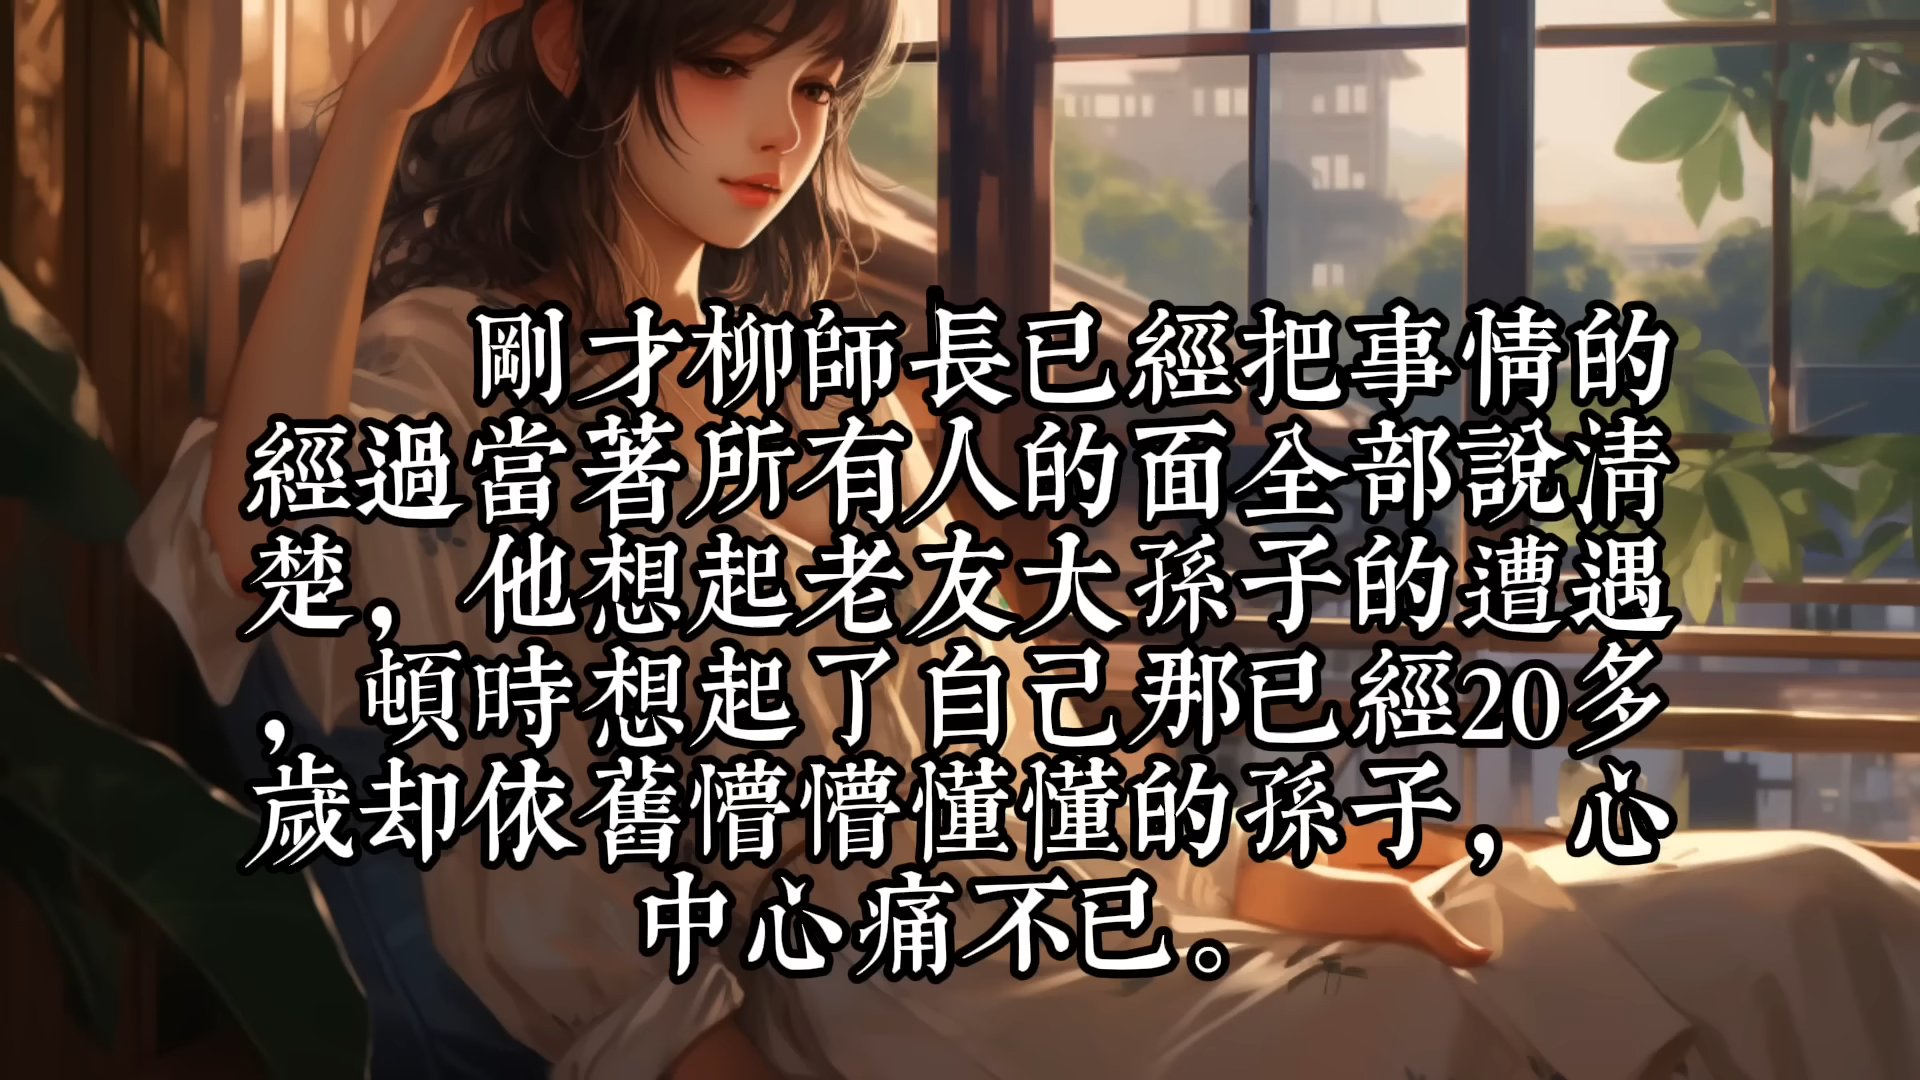 剛才柳師長已經把事情的
經過當著所有人的面全部說清
楚，他想起老友大孫子的遭遇
，頓時想起了自己那已經20多
歲却依舊懵懵懂懂的孫子，心
中心痛不已。